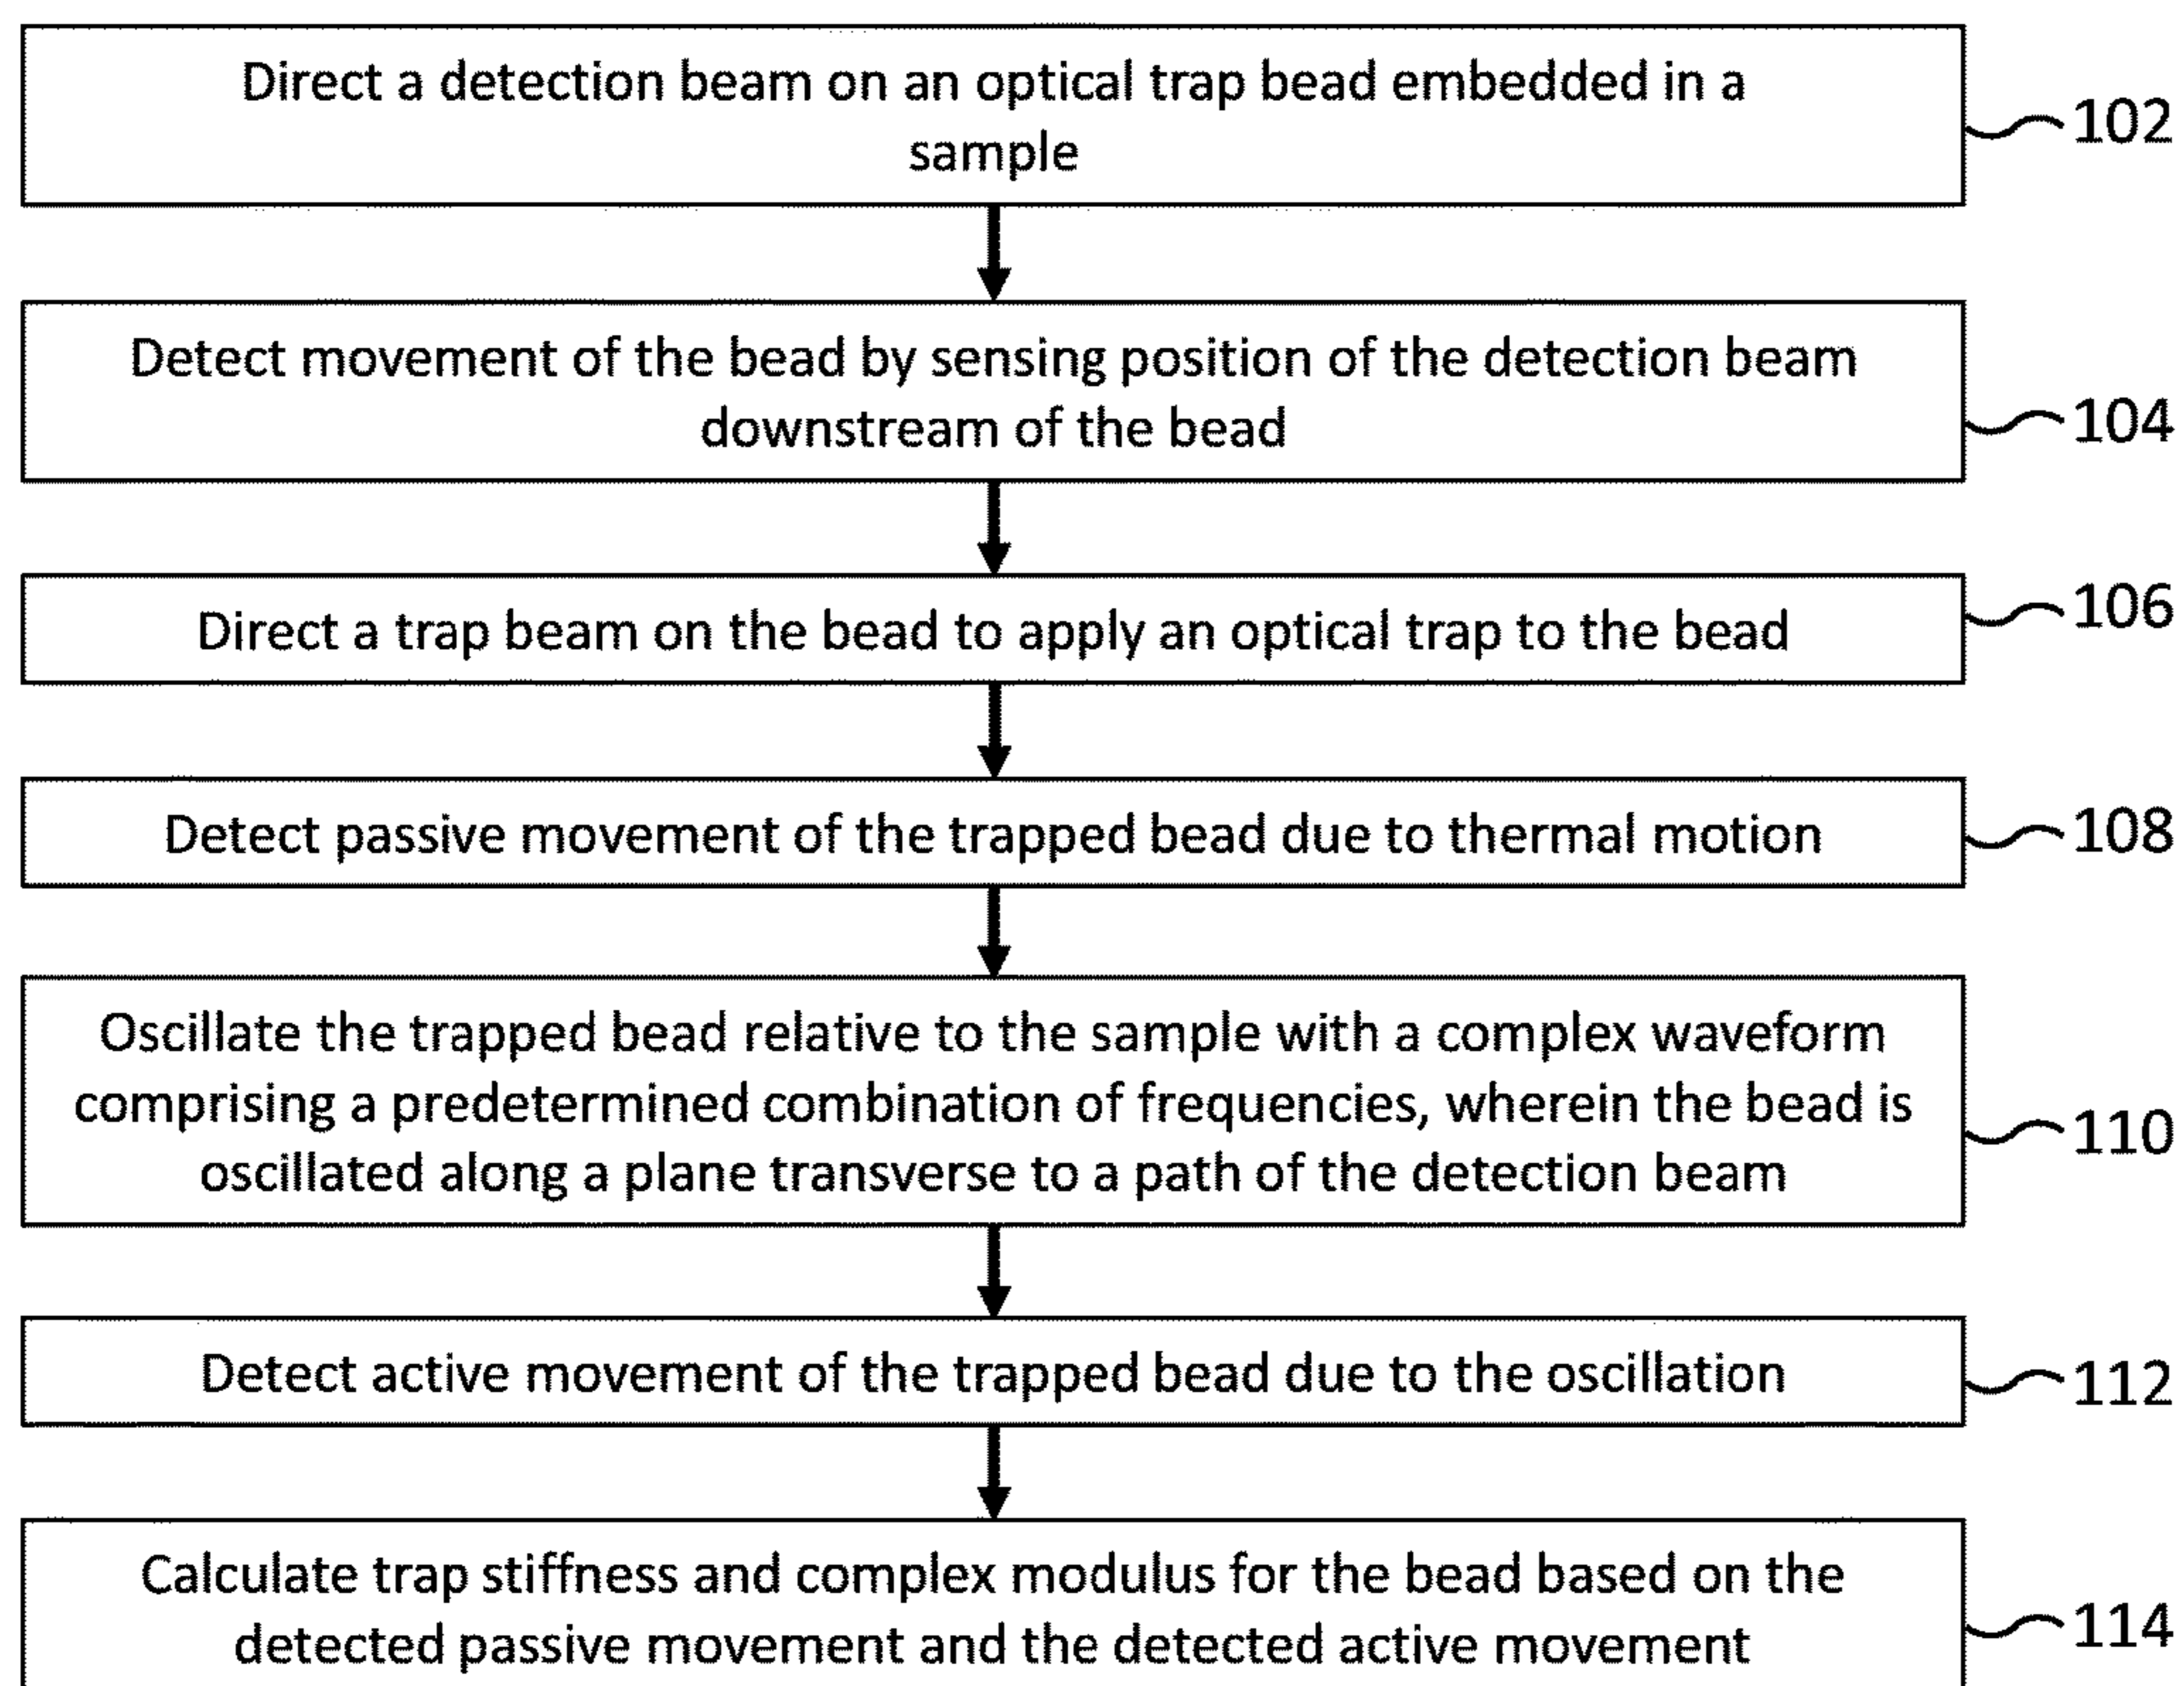 Direct a detection beam on an optical trap bead embedded in a
sample
102
Detect movement of the bead by sensing position of the detection beam
downstream of the bead
104
Direct a trap beam on the bead to apply an optical trap to the bead
106
Detect passive movement of the trapped bead due to thermal motion
108
Oscillate the trapped bead relative to the sample with a complex waveform
comprising a predetermined combination of frequencies, wherein the bead is
oscillated along a plane transverse to a path of the detection beam
110
Detect active movement of the trapped bead due to the oscillation
112
Calculate trap stiffness and complex modulus for the bead based on the
detected passive movement and the detected active movement
114